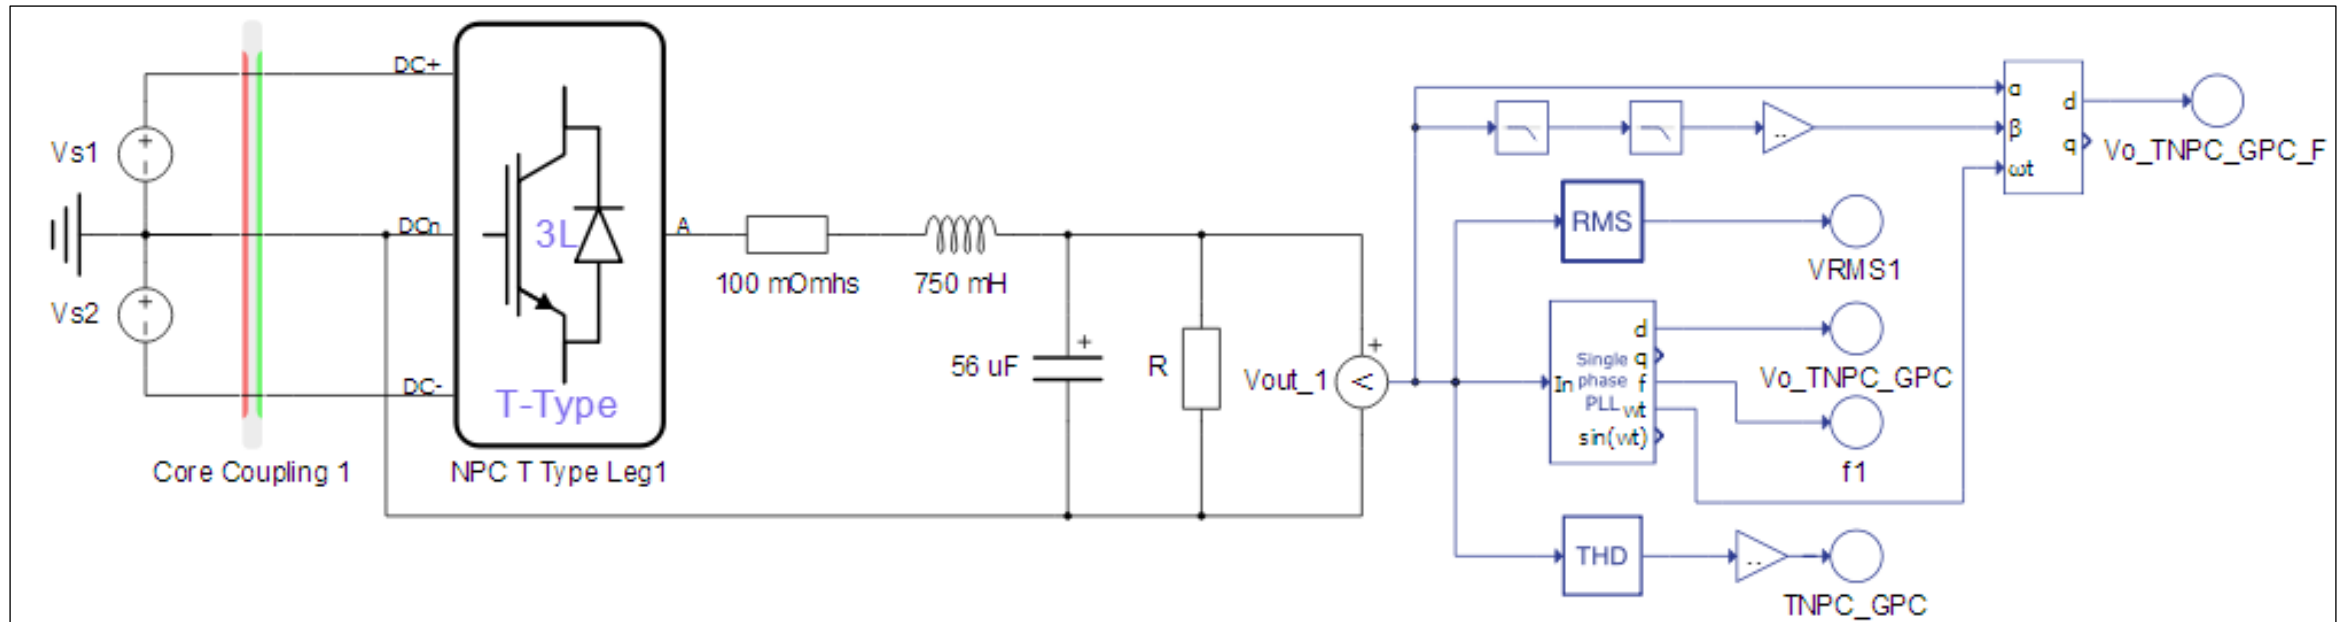 Vs1
Vs2
Core Coupling 1
DC+
DCn
DC-
3L
T-Type
A
NPC T Type Leg1
100 mOmhs
750 mH
56 uF
+
R
Vout_1
+
α
β
ωt
d
q
Vo_TNPC_GPC_F
RMS
VRMS1
In
Single
phase
PLL
d
q
f
wt
sin(wt)
Vo_TNPC_GPC
f1
THD
..
..
TNPC_GPC